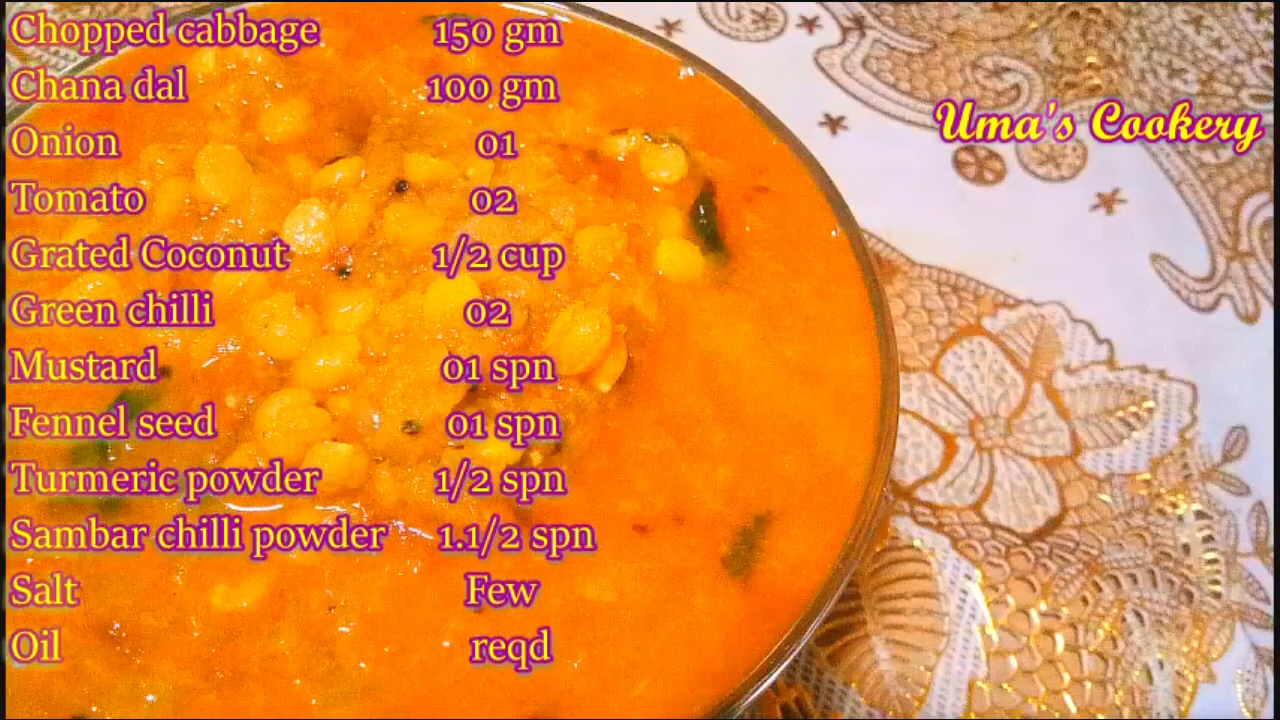 Chopped cabbage 150 gm
Chana dal 100 gm
Uma's Cookery
Onion 01
Tomato 02
Grated Coconut 1/2 cup
Green chilli 02
Mustard 01 spn
Fennel seed 01 spn
Turmeric powder 1/2 spn
Sambar chilli powder 1.1/2 spn
Salt Few
Oil reqd